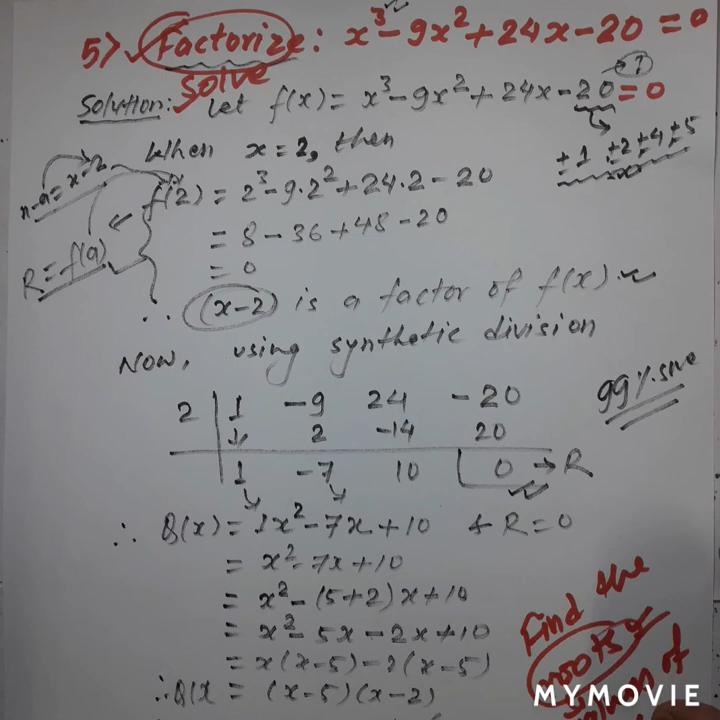 5) Factorize: x³-9x²+24x-20=0
Solve
Solution: Let f(x)= x³-9x²+24x-20=0
?
±1 ±2 ±4 ±5
When x=2, then
x-a= x-2
f(2)= 2³-9.2²+24.2-20
= 8-36+48-20
R=f(a)
= 0
∴ (x-2) is a factor of f(x)
Now, using synthetic division
99% sure
2 | 1 -9 24 -20
↓ 2 -14 20
1 -7 10 0 → R
∴ Q(x)= 1x²-7x+10 & R=0
= x²-7x+10
= x²-(5+2)x+10
= x²-5x-2x+10
= x(x-5)-2(x-5)
∴Q(x = (x-5)(x-2)
Find the
roots or
of
MYMOVIE